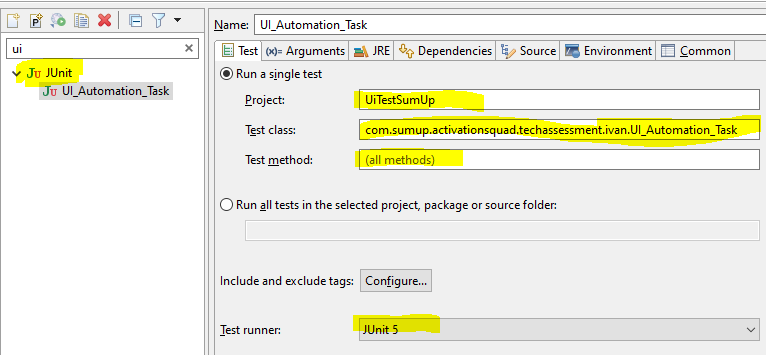 Name: UI_Automation_Task
ui
JUnit
UI_Automation_Task
Test (x)= Arguments JRE Dependencies Source Environment Common
Run a single test
Project: UiTestSumUp
Test class: com.sumup.activationsquad.techassessment.ivan.UI_Automation_Task
Test method: (all methods)
Run all tests in the selected project, package or source folder:
Include and exclude tags: Configure...
Test runner: JUnit 5